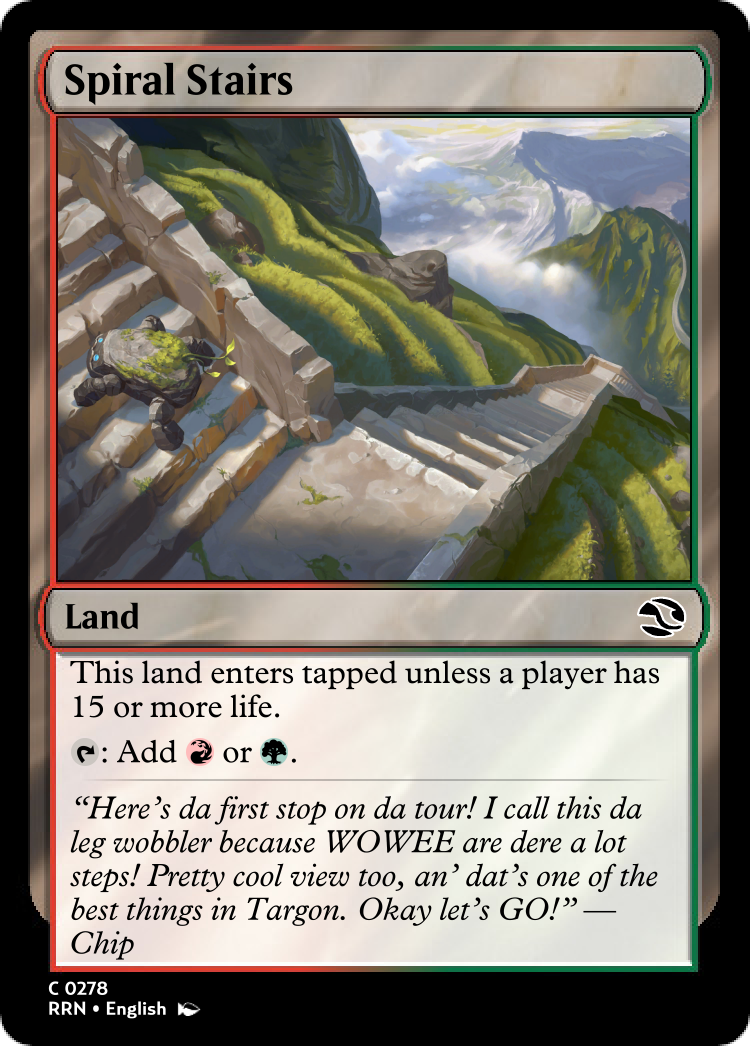 Spiral Stairs
Land
This land enters tapped unless a player has
15 or more life.
: Add or .
“Here’s da first stop on da tour! I call this da
leg wobbler because WOWEE are dere a lot
steps! Pretty cool view too, an’ dat’s one of the
best things in Targon. Okay let’s GO!” —
Chip
C 0278
RRN • English